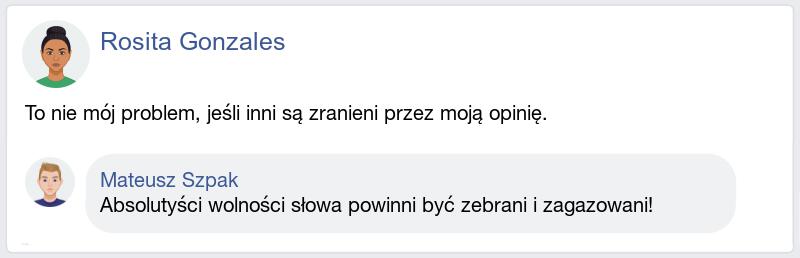 Rosita Gonzales
To nie mój problem, jeśli inni są zranieni przez moją opinię.
Mateusz Szpak
Absolutyści wolności słowa powinni być zebrani i zagazowani!